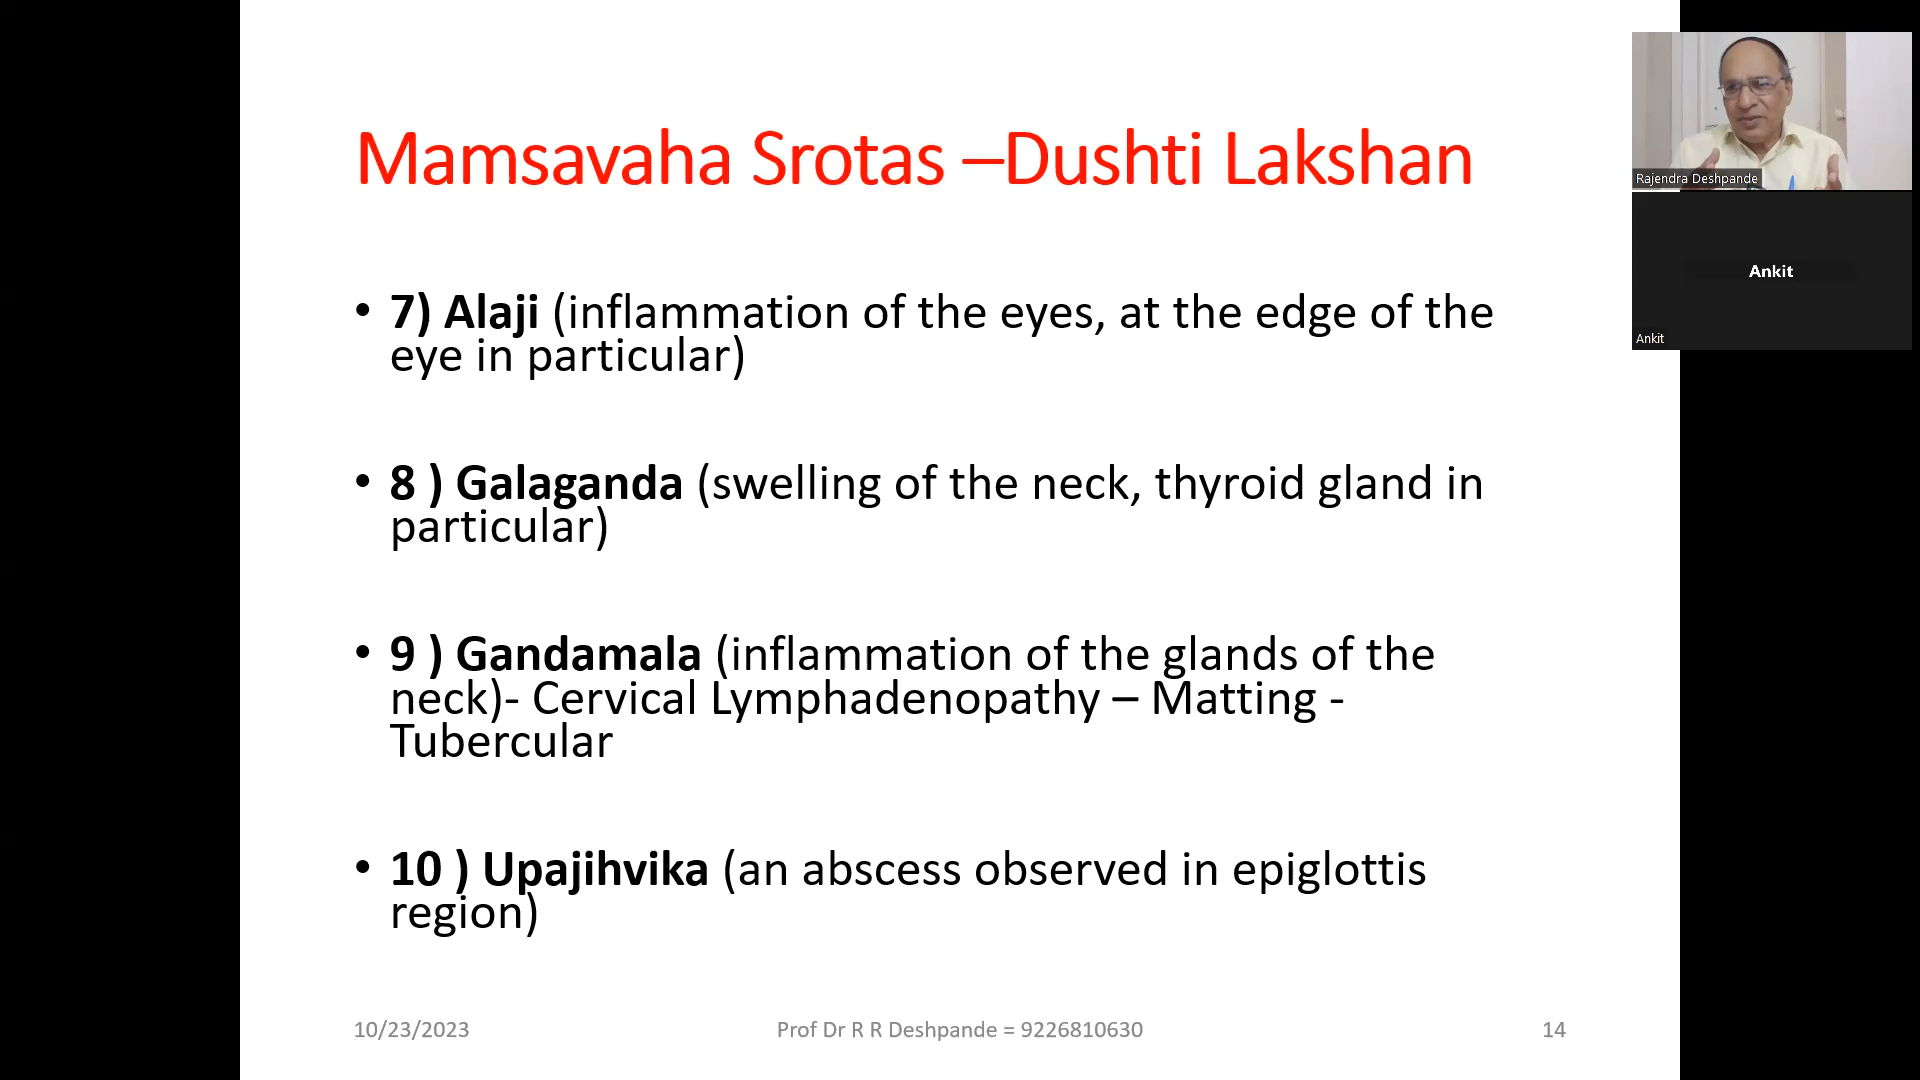 Mamsavaha Srotas –Dushti Lakshan
• 7) Alaji (inflammation of the eyes, at the edge of the
eye in particular)
• 8 ) Galaganda (swelling of the neck, thyroid gland in
particular)
• 9 ) Gandamala (inflammation of the glands of the
neck)- Cervical Lymphadenopathy – Matting -
Tubercular
• 10 ) Upajihvika (an abscess observed in epiglottis
region)
10/23/2023
Prof Dr R R Deshpande = 9226810630
14
Rajendra Deshpande
Ankit
Ankit